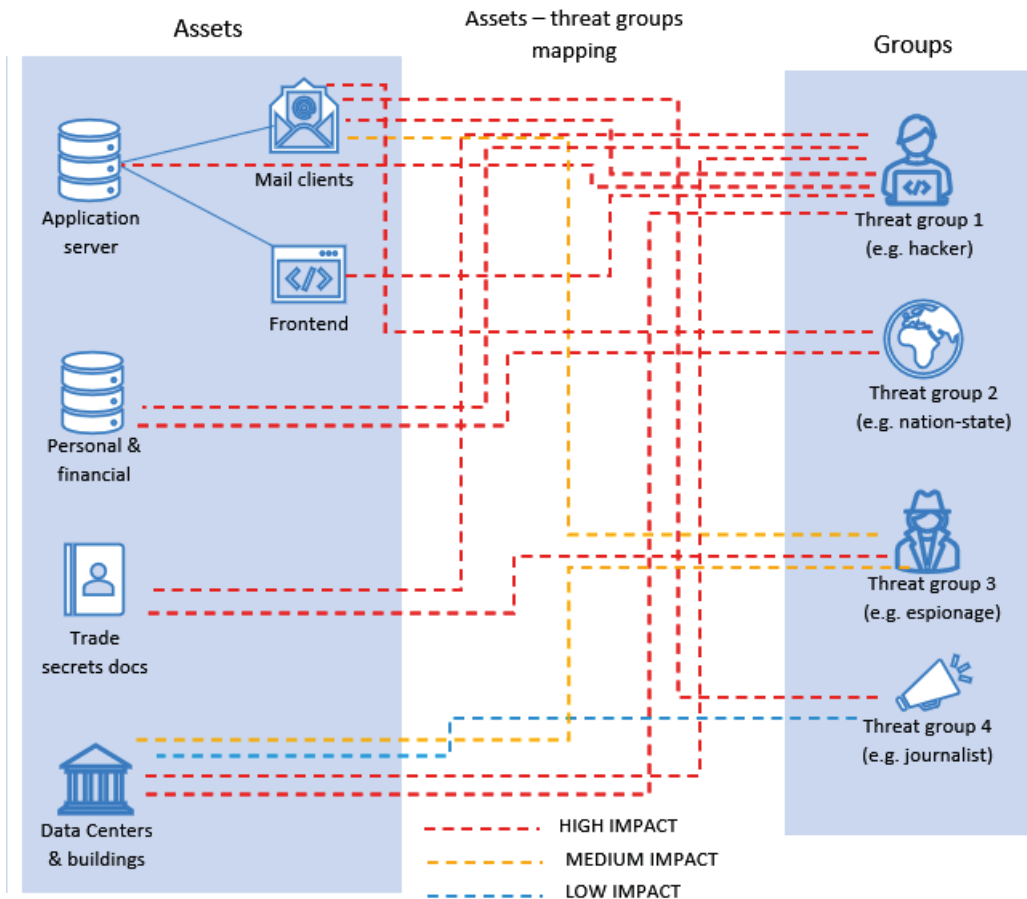 Assets
Assets – threat groups
mapping
Groups
Mail clients
Application
server
Frontend
Personal &
financial
Trade
secrets docs
Data Centers
& buildings
Threat group 1
(e.g. hacker)
Threat group 2
(e.g. nation-state)
Threat group 3
(e.g. espionage)
Threat group 4
(e.g. journalist)
HIGH IMPACT
MEDIUM IMPACT
LOW IMPACT